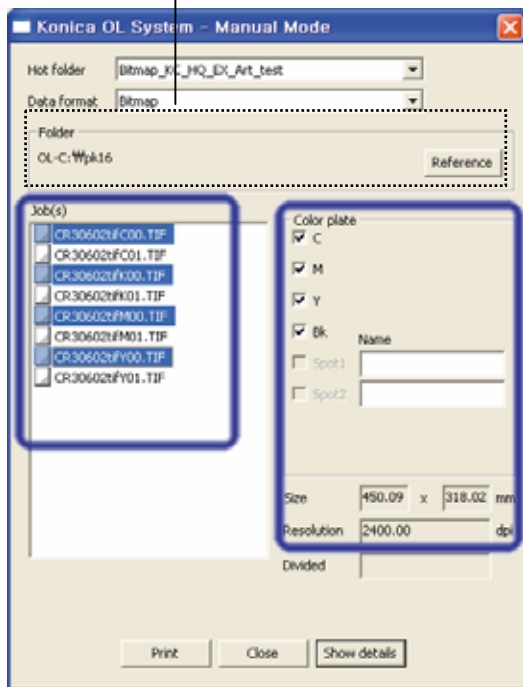 Konica OL System - Manual Mode
Hot folder Bitmap_KC_HQ_EX_Art_test
Data format Bitmap
Folder
OL-C:₩pk16
Reference
Job(s)
CR30602tifC00.TIF
CR30602tifC01.TIF
CR30602tifK00.TIF
CR30602tifK01.TIF
CR30602tifM00.TIF
CR30602tifM01.TIF
CR30602tifY00.TIF
CR30602tifY01.TIF
Color plate
C
M
Y
Bk
Name
Spot1
Spot2
Size 450.09 x 318.02 mm
Resolution 2400.00 dpi
Divided
Print Close Show details